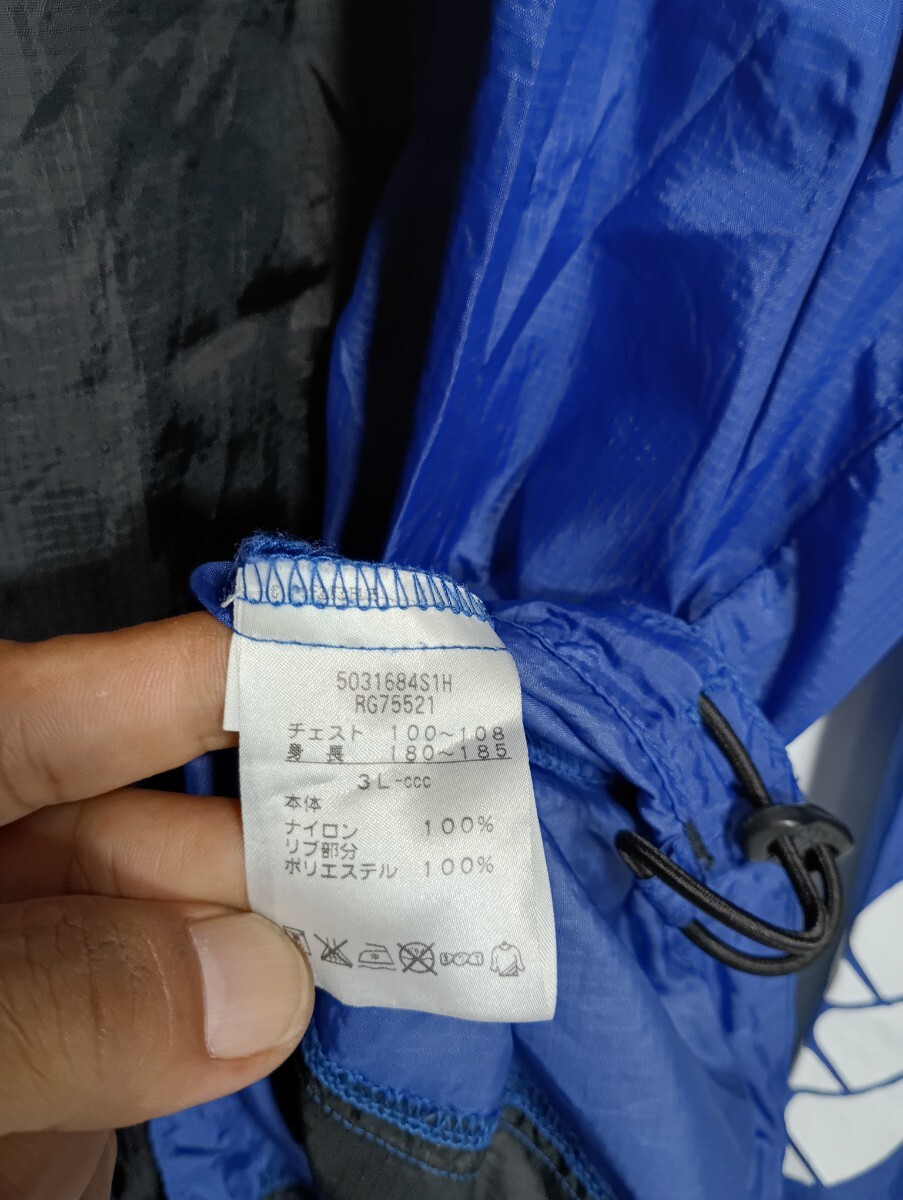 5031684S1H
RG75521
チェスト 100～108
身長 180～185
3L-ccc
本体
ナイロン 100%
リブ部分
ポリエステル 100%